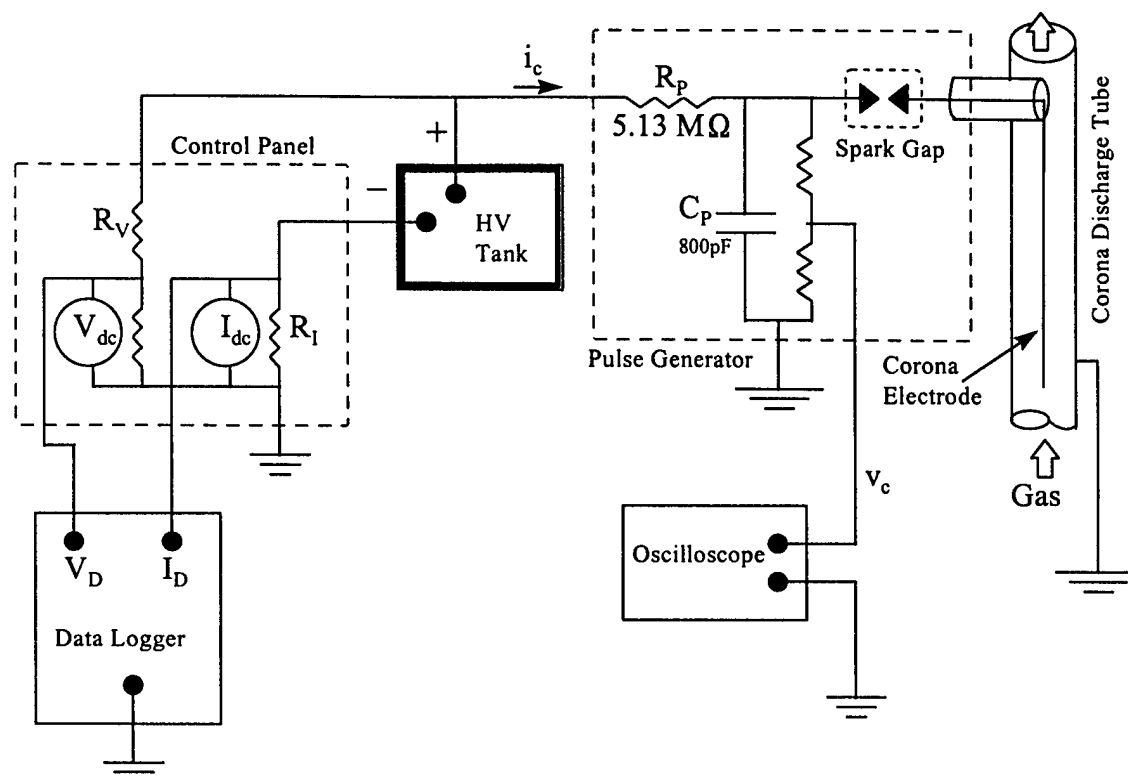 i_c
R_P
5.13 MΩ
Spark Gap
Corona Discharge Tube
Control Panel
+
−
HV
Tank
R_V
C_P
800pF
V_dc
I_dc
R_I
Pulse Generator
Corona
Electrode
v_c
Gas
Oscilloscope
V_D
I_D
Data Logger